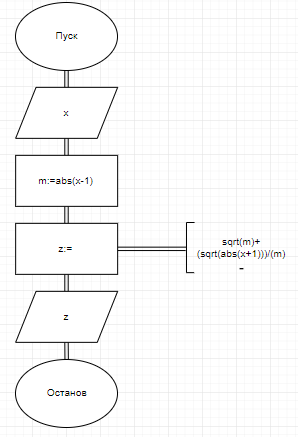 Пуск
x
m:=abs(x-1)
z:=
sqrt(m)+
(sqrt(abs(x+1)))/(m)
-
z
Останов